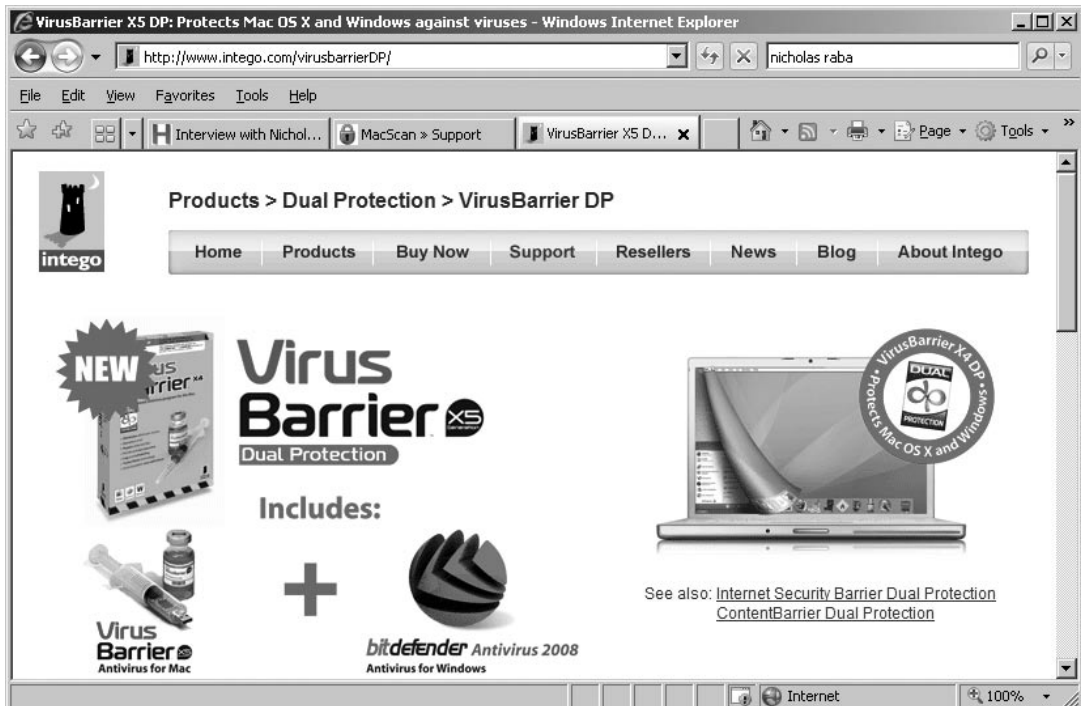 VirusBarrier X5 DP: Protects Mac OS X and Windows against viruses - Windows Internet Explorer
http://www.intego.com/virusbarrierDP/
nicholas raba
File Edit View Favorites Tools Help
Interview with Nichol...
MacScan » Support
VirusBarrier X5 D...
Page
Tools
»
intego
Products > Dual Protection > VirusBarrier DP
Home Products Buy Now Support Resellers News Blog About Intego
NEW
Virus
Barrier X5
Generation
Dual Protection
VirusBarrier X4 DP • Protects Mac OS X and Windows •
DUAL
PROTECTION
Includes:
+
Virus
Barrier
Antivirus for Mac
bitdefender Antivirus 2008
Antivirus for Windows
See also: Internet Security Barrier Dual Protection
ContentBarrier Dual Protection
Internet
100%